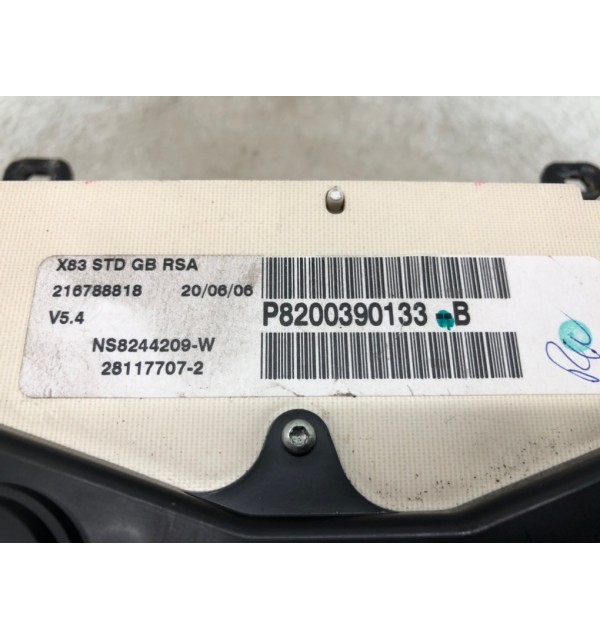 X83 STD GB RSA
216788818 20/06/06
V5.4
P8200390133--B
NS8244209-W
28117707-2